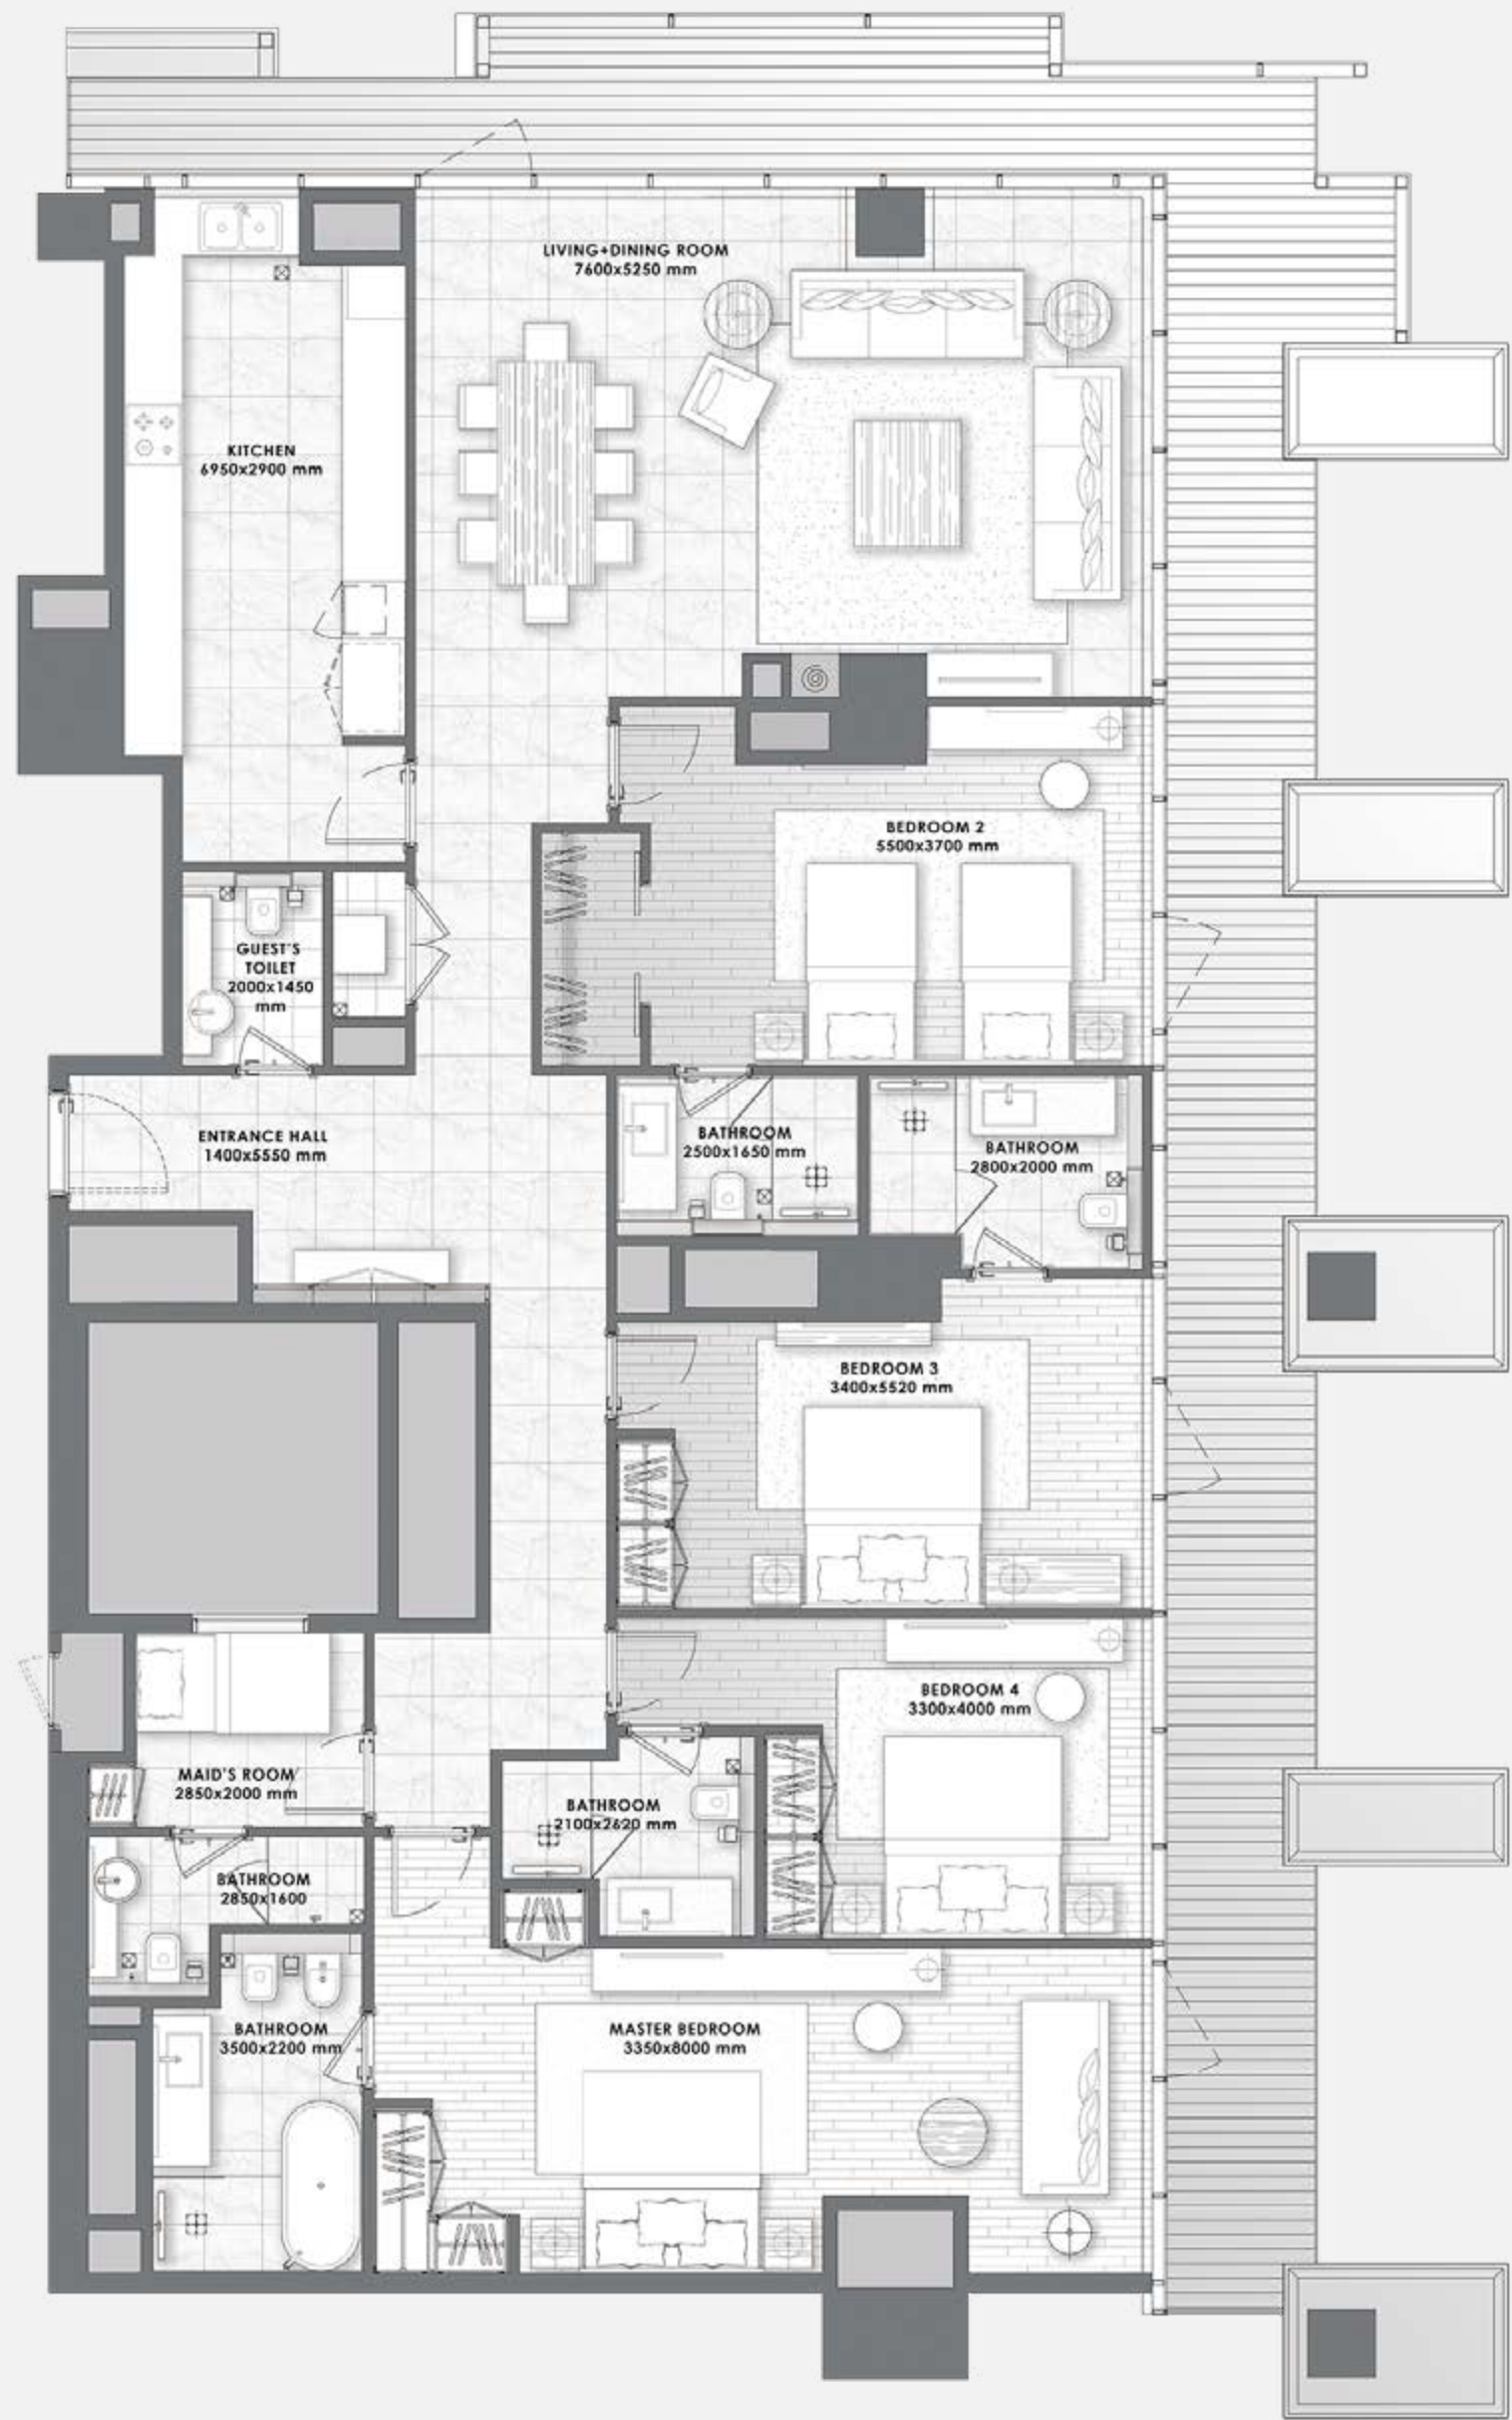 LIVING+DINING ROOM
7600x5250 mm
KITCHEN
6950x2900 mm
BEDROOM 2
5500x3700 mm
GUEST'S
TOILET
2000x1450
mm
ENTRANCE HALL
1400x5550 mm
BATHROOM
2500x1650 mm
BATHROOM
2800x2000 mm
BEDROOM 3
3400x5520 mm
BEDROOM 4
3300x4000 mm
MAID'S ROOM
2850x2000 mm
BATHROOM
2100x2620 mm
BATHROOM
2850x1600
BATHROOM
3500x2200 mm
MASTER BEDROOM
3350x8000 mm